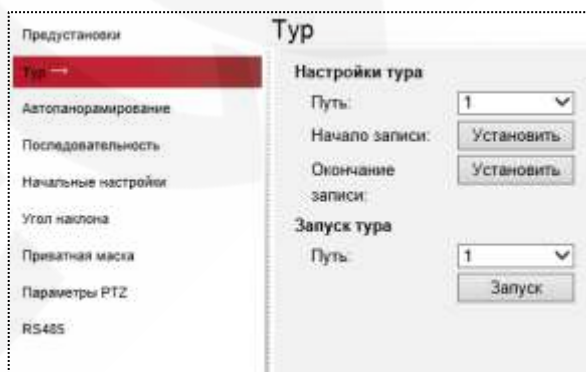 Предустановки
Тур →
Автопанорамирование
Последовательность
Начальные настройки
Угол наклона
Приватная маска
Параметры PTZ
RS485
Тур
Настройки тура
Путь: 1
Начало записи: Установить
Окончание записи: Установить
Запуск тура
Путь: 1
Запуск